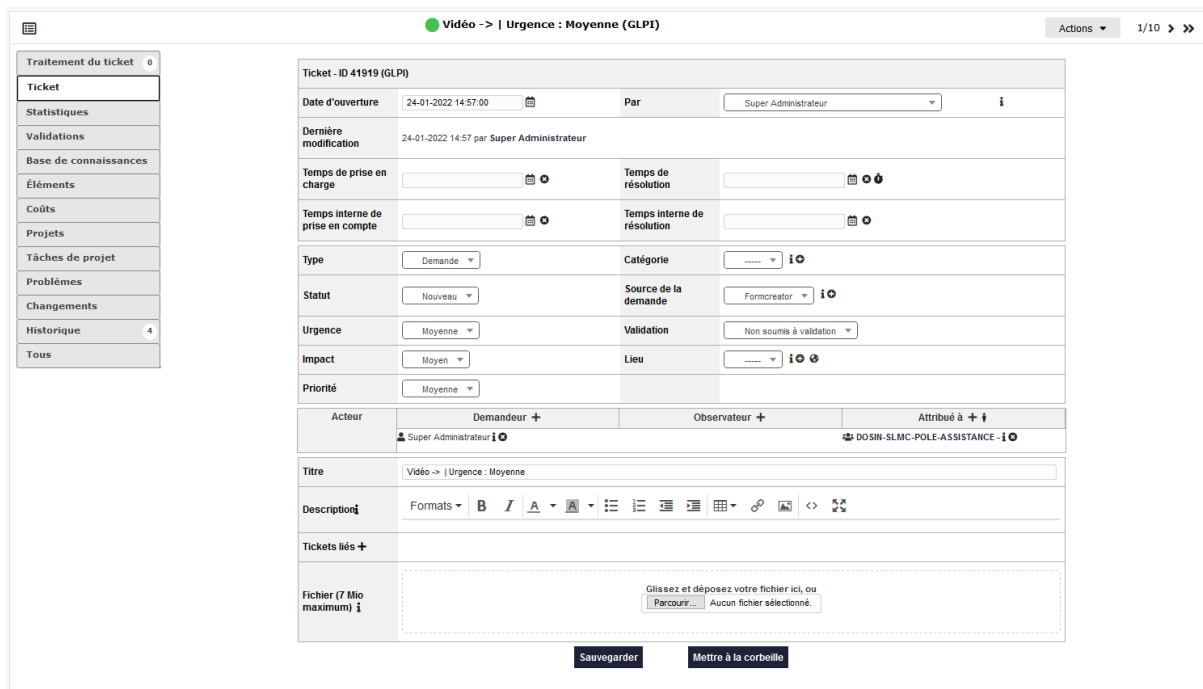 Vidéo -> | Urgence : Moyenne (GLPI)
Actions
1/10
Traitement du ticket 0
Ticket
Statistiques
Validations
Base de connaissances
Éléments
Coûts
Projets
Tâches de projet
Problèmes
Changements
Historique 4
Tous
Ticket - ID 41919 (GLPI)
Date d'ouverture 24-01-2022 14:57:00 Par Super Administrateur
Dernière modification 24-01-2022 14:57 par Super Administrateur
Temps de prise en charge Temps de résolution
Temps interne de prise en compte Temps interne de résolution
Type Demande Catégorie -----
Statut Nouveau Source de la demande Formcreator
Urgence Moyenne Validation Non soumis à validation
Impact Moyen Lieu -----
Priorité Moyenne
Acteur Demandeur + Observateur + Attribué à +
Super Administrateur DOSIN-SLMC-POLE-ASSISTANCE -
Titre Vidéo -> | Urgence : Moyenne
Description Formats B I A A
Tickets liés +
Fichier (7 Mio maximum)
Glissez et déposez votre fichier ici, ou
Parcourir... Aucun fichier sélectionné.
Sauvegarder Mettre à la corbeille